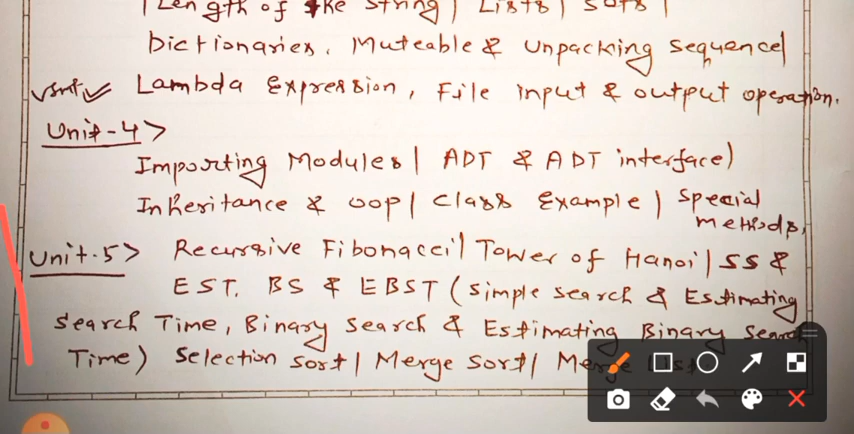 Length of the string| Lists| Sets|
Dictionaries, Muteable & Unpacking sequence|
Lambda Expression, File input & output operation.
Unit-4>
Importing Modules| ADT & ADT interface|
Inheritance & OOP| Class Example| Special
methods,
Unit-5> Recursive Fibonacci| Tower of Hanoi| SS &
EST. BS & EBST (Simple search & Estimating
Search Time, Binary Search & Estimating Binary Search
Time) Selection Sort| Merge Sort| Merge